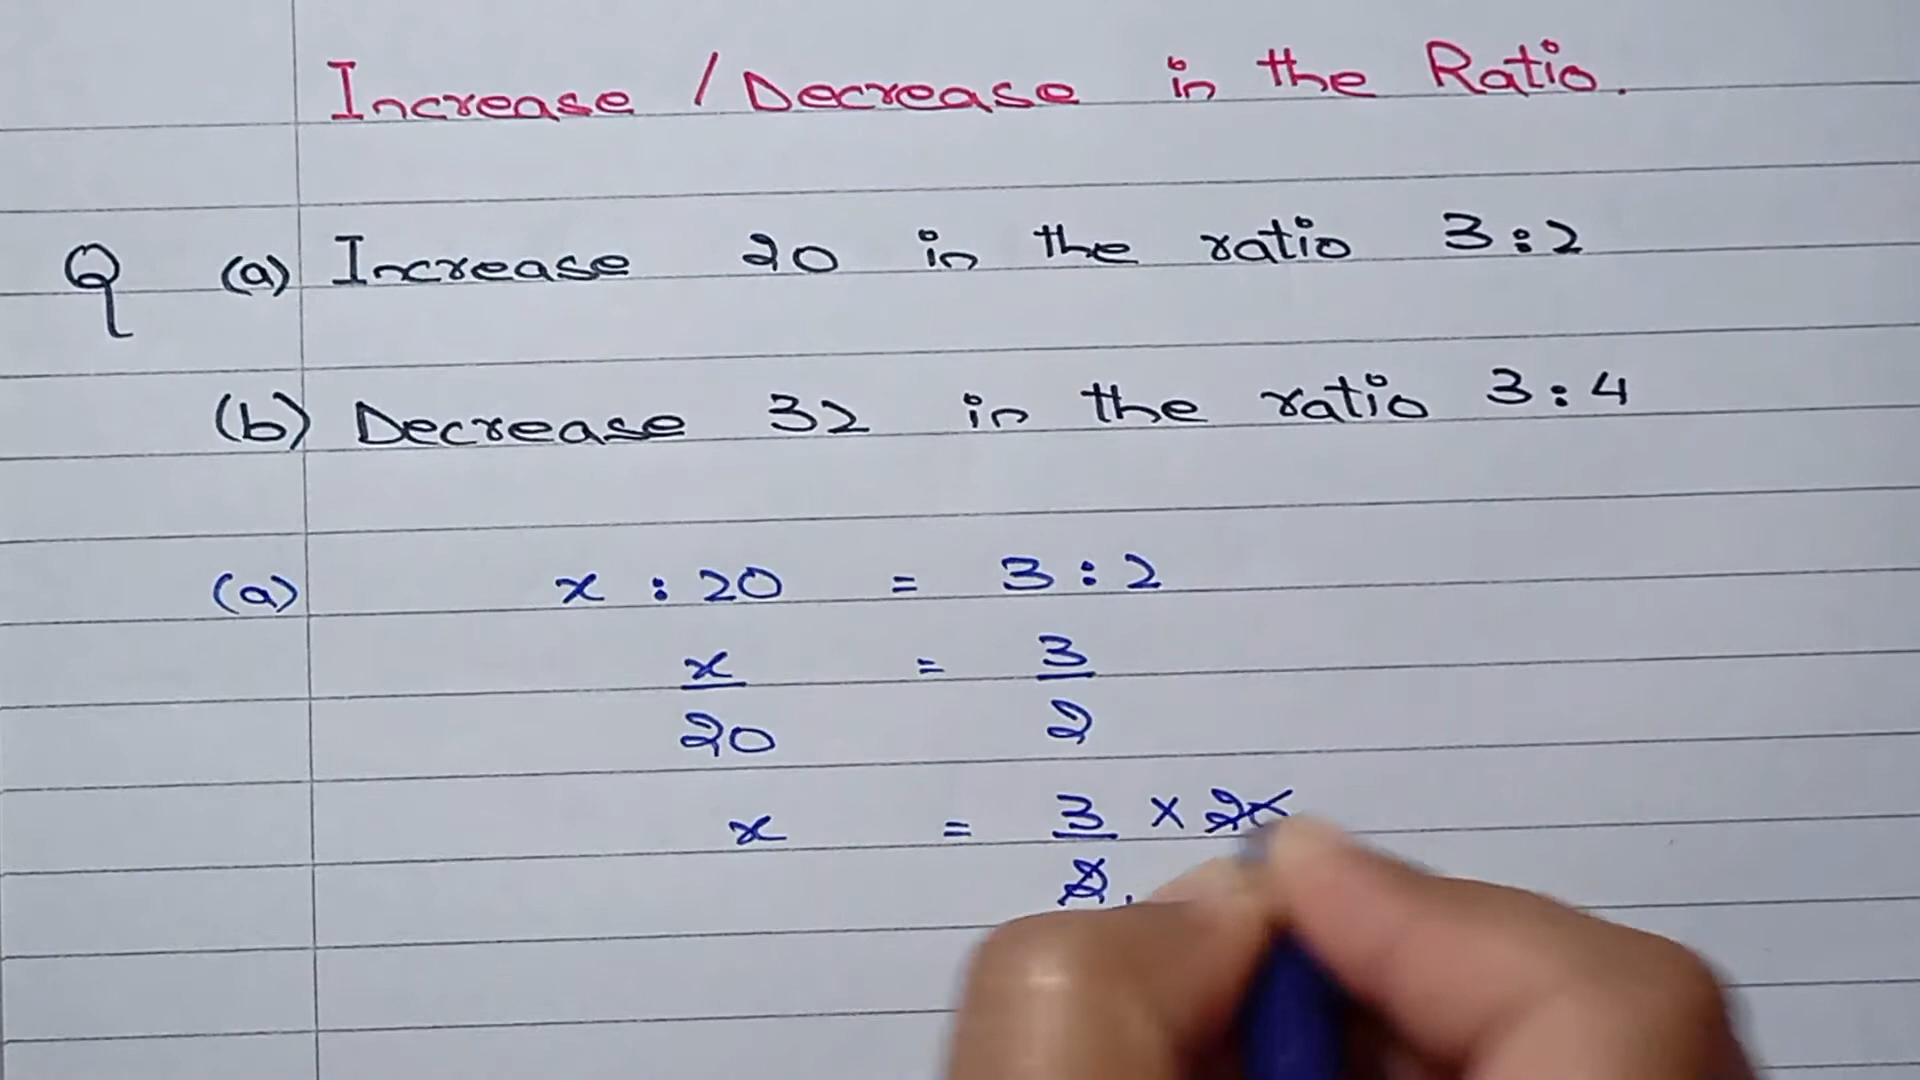 Increase / Decrease in the Ratio.
Q (a) Increase 20 in the ratio 3:2
(b) Decrease 32 in the ratio 3:4
(a) x : 20 = 3 : 2
x/20 = 3/2
x = 3/2 × 20